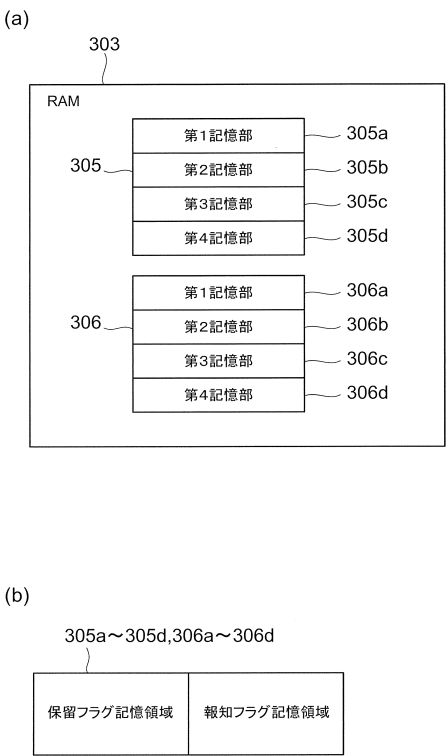 (a)
303
RAM
第1記憶部 305a
305 第2記憶部 305b
第3記憶部 305c
第4記憶部 305d
第1記憶部 306a
306 第2記憶部 306b
第3記憶部 306c
第4記憶部 306d
(b)
305a〜305d,306a〜306d
保留フラグ記憶領域 報知フラグ記憶領域